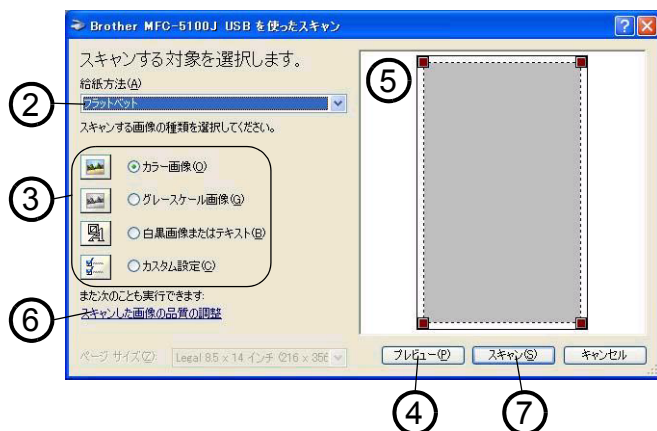 Brother MFC-5100J USB を使ったスキャン
スキャンする対象を選択します。
⑤
給紙方法(A)
②
フラットベット
スキャンする画像の種類を選択してください。
③
カラー画像(O)
グレースケール画像(G)
白黒画像またはテキスト(B)
カスタム設定(C)
また次のことも実行できます:
⑥
スキャンした画像の品質の調整
ページ サイズ(Z):
Legal 8.5 x 14 インチ (216 x 356
プレビュー(P)
スキャン(S)
キャンセル
④
⑦